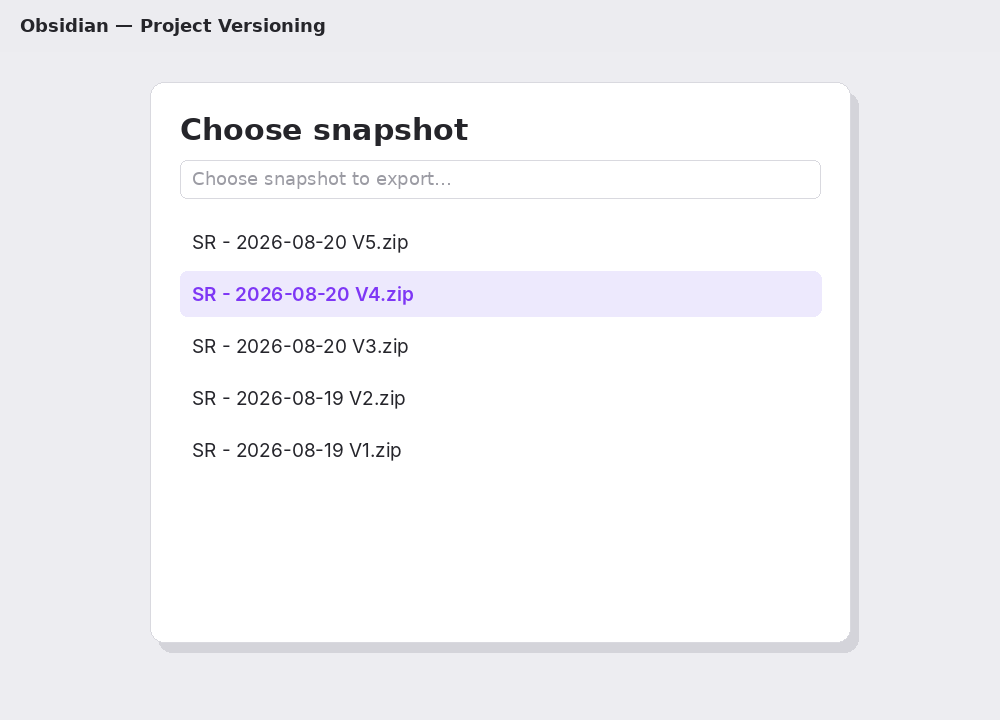 Obsidian — Project Versioning
Choose snapshot
Choose snapshot to export…
SR - 2026-08-20 V5.zip
SR - 2026-08-20 V4.zip
SR - 2026-08-20 V3.zip
SR - 2026-08-19 V2.zip
SR - 2026-08-19 V1.zip